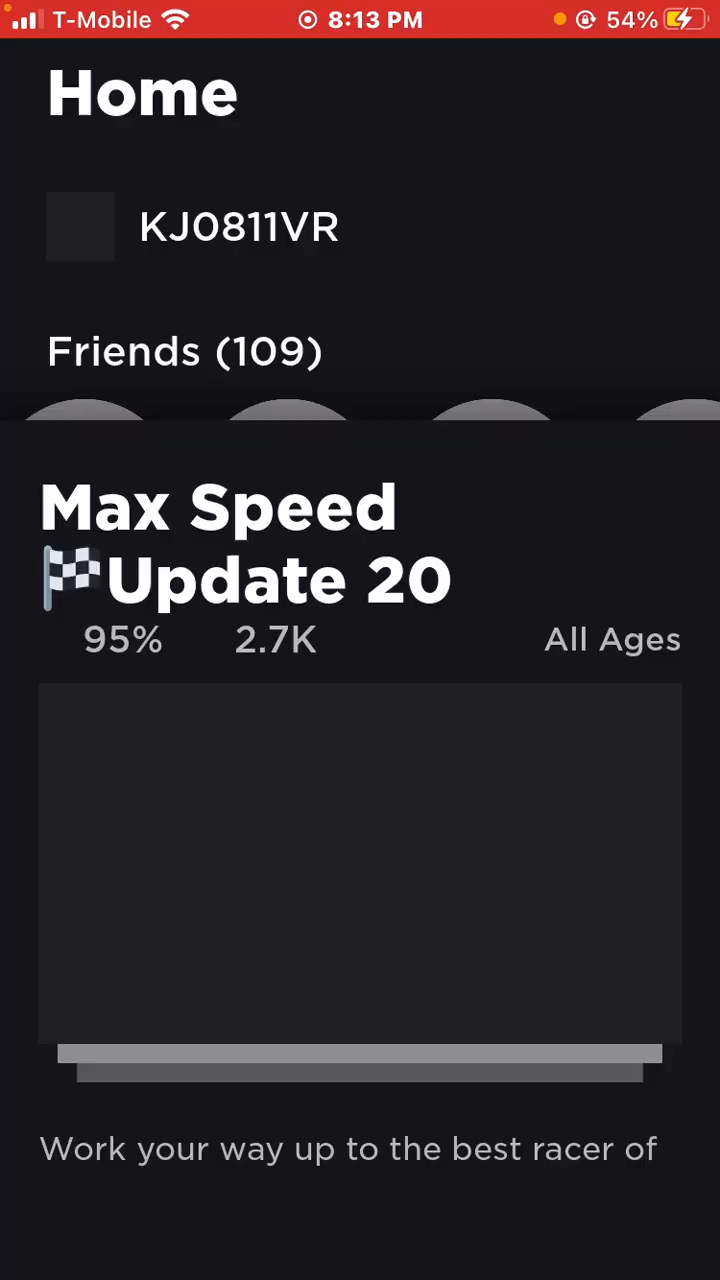 T-Mobile 8:13 PM 54%
Home
KJ0811VR
Friends (109)
Max Speed
🏁Update 20
95% 2.7K All Ages
Work your way up to the best racer of